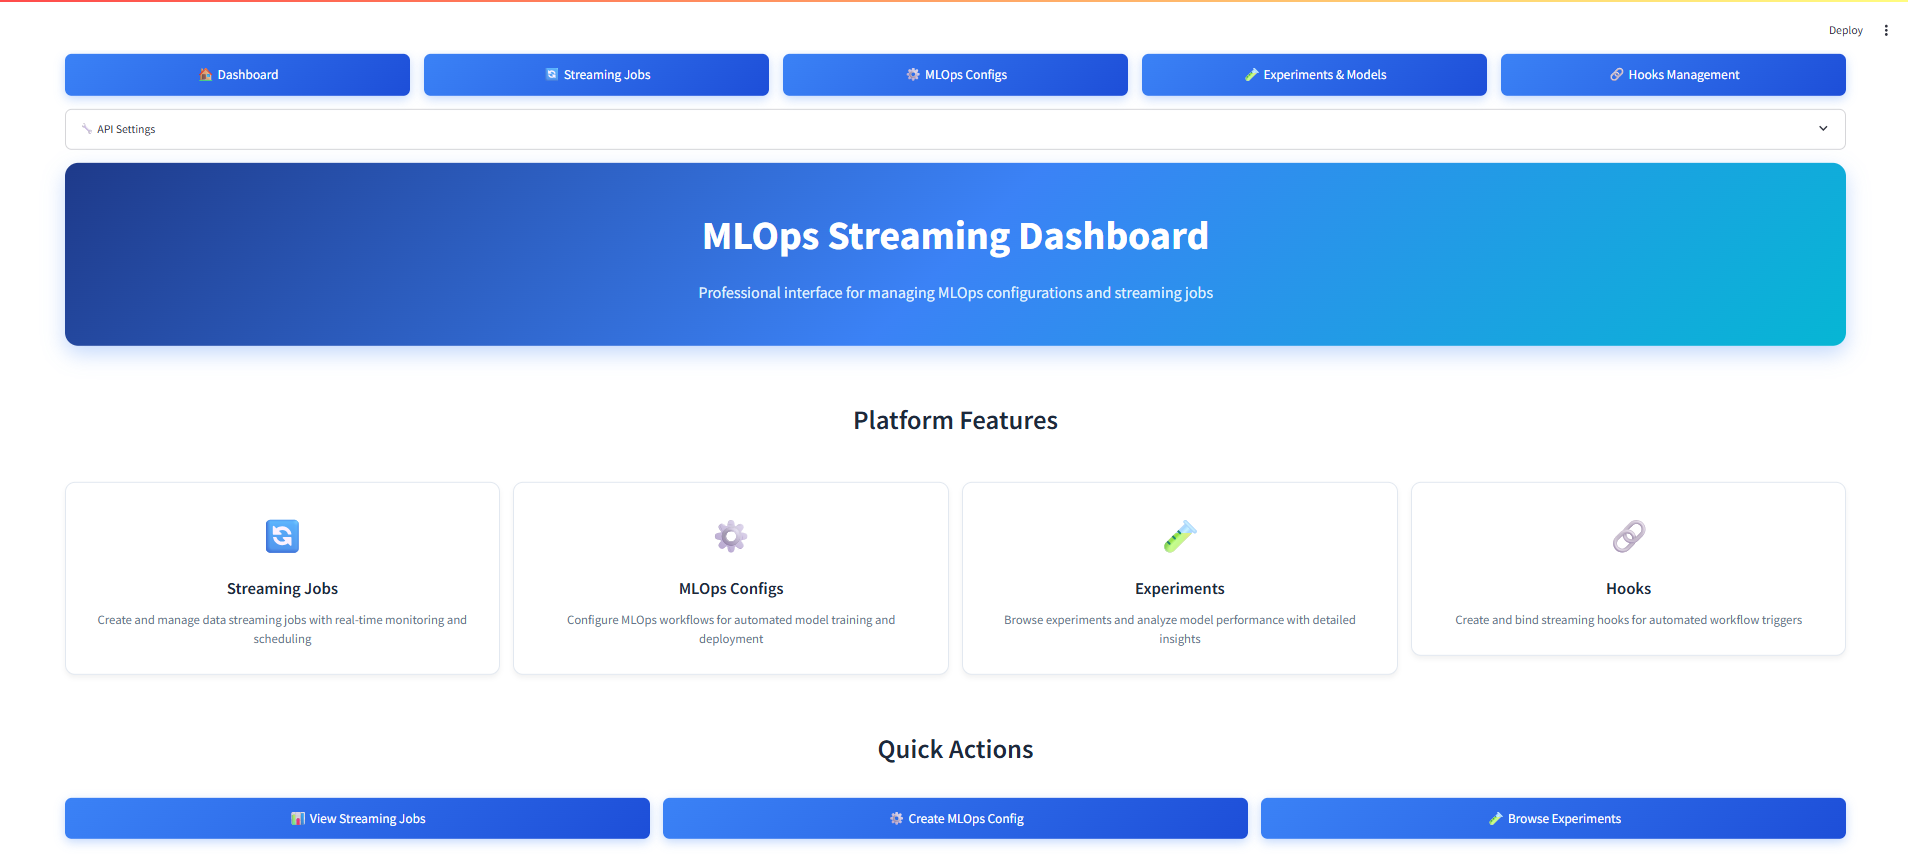 Deploy
Dashboard
Streaming Jobs
MLOps Configs
Experiments & Models
Hooks Management
API Settings
MLOps Streaming Dashboard
Professional interface for managing MLOps configurations and streaming jobs
Platform Features
Streaming Jobs
Create and manage data streaming jobs with real-time monitoring and
scheduling
MLOps Configs
Configure MLOps workflows for automated model training and
deployment
Experiments
Browse experiments and analyze model performance with detailed
insights
Hooks
Create and bind streaming hooks for automated workflow triggers
Quick Actions
View Streaming Jobs
Create MLOps Config
Browse Experiments